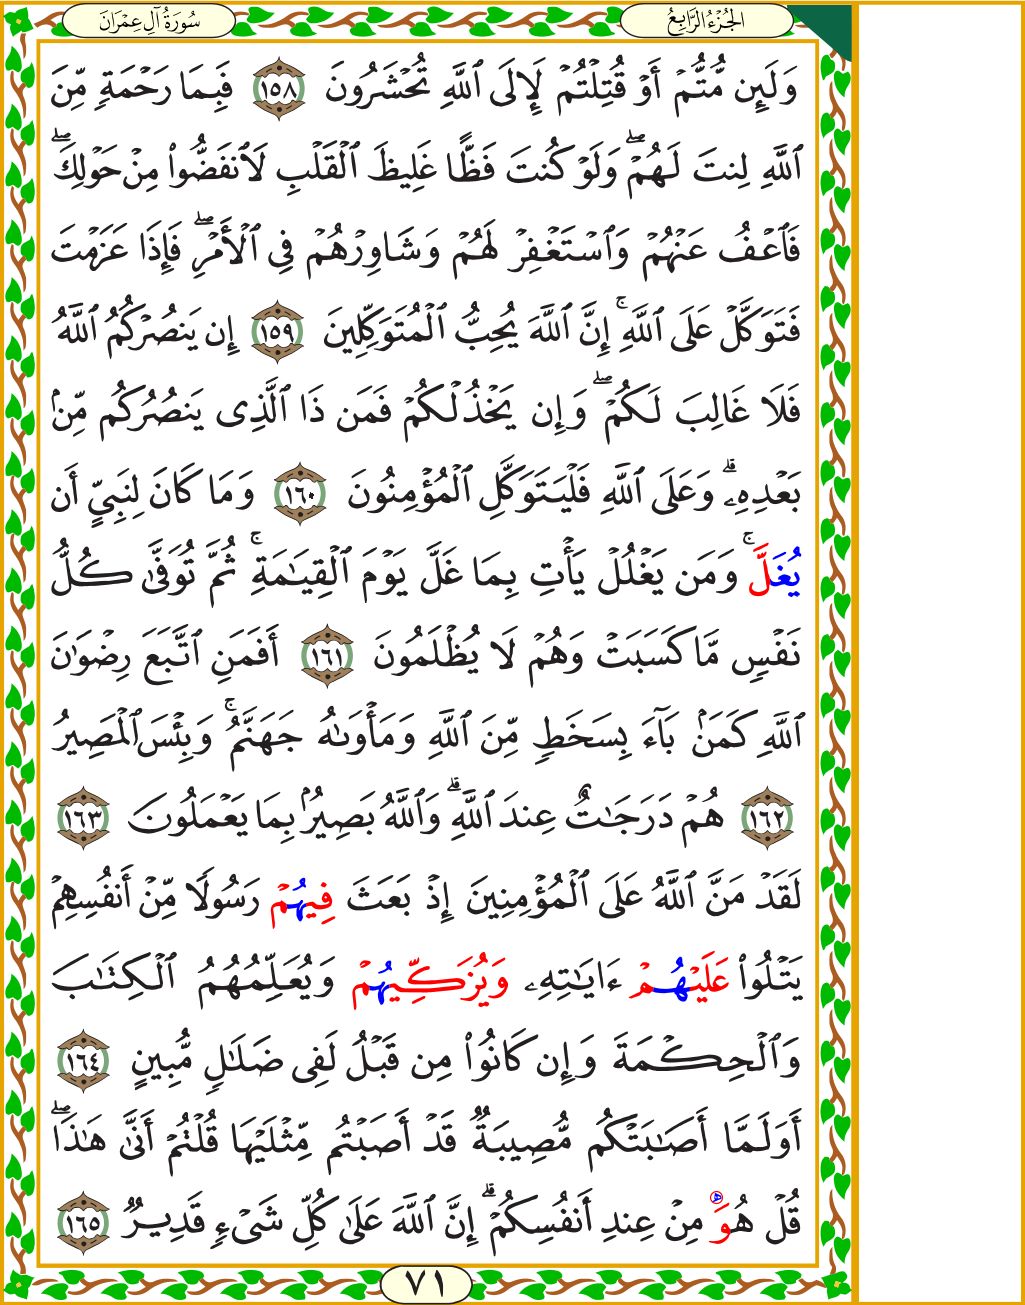 الجُزْءُ الرَّابِعُ
سُورَةُ آلِ عِمْرَانَ
وَلَئِن مُّتُّمۡ أَوۡ قُتِلۡتُمۡ لَإِلَى ٱللَّهِ تُحۡشَرُونَ ١٥٨ فَبِمَا رَحۡمَةٖ مِّنَ
ٱللَّهِ لِنتَ لَهُمۡۖ وَلَوۡ كُنتَ فَظًّا غَلِيظَ ٱلۡقَلۡبِ لَٱنفَضُّواْ مِنۡ حَوۡلِكَۖ
فَٱعۡفُ عَنۡهُمۡ وَٱسۡتَغۡفِرۡ لَهُمۡ وَشَاوِرۡهُمۡ فِي ٱلۡأَمۡرِۖ فَإِذَا عَزَمۡتَ
فَتَوَكَّلۡ عَلَى ٱللَّهِۚ إِنَّ ٱللَّهَ يُحِبُّ ٱلۡمُتَوَكِّلِينَ ١٥٩ إِن يَنصُرۡكُمُ ٱللَّهُ
فَلَا غَالِبَ لَكُمۡۖ وَإِن يَخۡذُلۡكُمۡ فَمَن ذَا ٱلَّذِي يَنصُرُكُم مِّنۢ
بَعۡدِهِۦۗ وَعَلَى ٱللَّهِ فَلۡيَتَوَكَّلِ ٱلۡمُؤۡمِنُونَ ١٦٠ وَمَا كَانَ لِنَبِيٍّ أَن
يُغَلَّۚ وَمَن يَغۡلُلۡ يَأۡتِ بِمَا غَلَّ يَوۡمَ ٱلۡقِيَٰمَةِۚ ثُمَّ تُوَفَّىٰ كُلُّ
نَفۡسٖ مَّا كَسَبَتۡ وَهُمۡ لَا يُظۡلَمُونَ ١٦١ أَفَمَنِ ٱتَّبَعَ رِضۡوَٰنَ
ٱللَّهِ كَمَنۢ بَآءَ بِسَخَطٖ مِّنَ ٱللَّهِ وَمَأۡوَىٰهُ جَهَنَّمُۚ وَبِئۡسَ ٱلۡمَصِيرُ
١٦٢ هُمۡ دَرَجَٰتٌ عِندَ ٱللَّهِۗ وَٱللَّهُ بَصِيرُۢ بِمَا يَعۡمَلُونَ ١٦٣
لَقَدۡ مَنَّ ٱللَّهُ عَلَى ٱلۡمُؤۡمِنِينَ إِذۡ بَعَثَ فِيهُمۡ رَسُولٗا مِّنۡ أَنفُسِهِمۡ
يَتۡلُواْ عَلَيۡهُمۡ ءَايَٰتِهِۦ وَيُزَكِّيهُمۡ وَيُعَلِّمُهُمُ ٱلۡكِتَٰبَ
وَٱلۡحِكۡمَةَ وَإِن كَانُواْ مِن قَبۡلُ لَفِي ضَلَٰلٖ مُّبِينٍ ١٦٤
أَوَلَمَّآ أَصَٰبَتۡكُم مُّصِيبَةٞ قَدۡ أَصَبۡتُم مِّثۡلَيۡهَا قُلۡتُمۡ أَنَّىٰ هَٰذَاۖ
قُلۡ هُوَ مِنۡ عِندِ أَنفُسِكُمۡۗ إِنَّ ٱللَّهَ عَلَىٰ كُلِّ شَيۡءٖ قَدِيرٞ ١٦٥
٧١